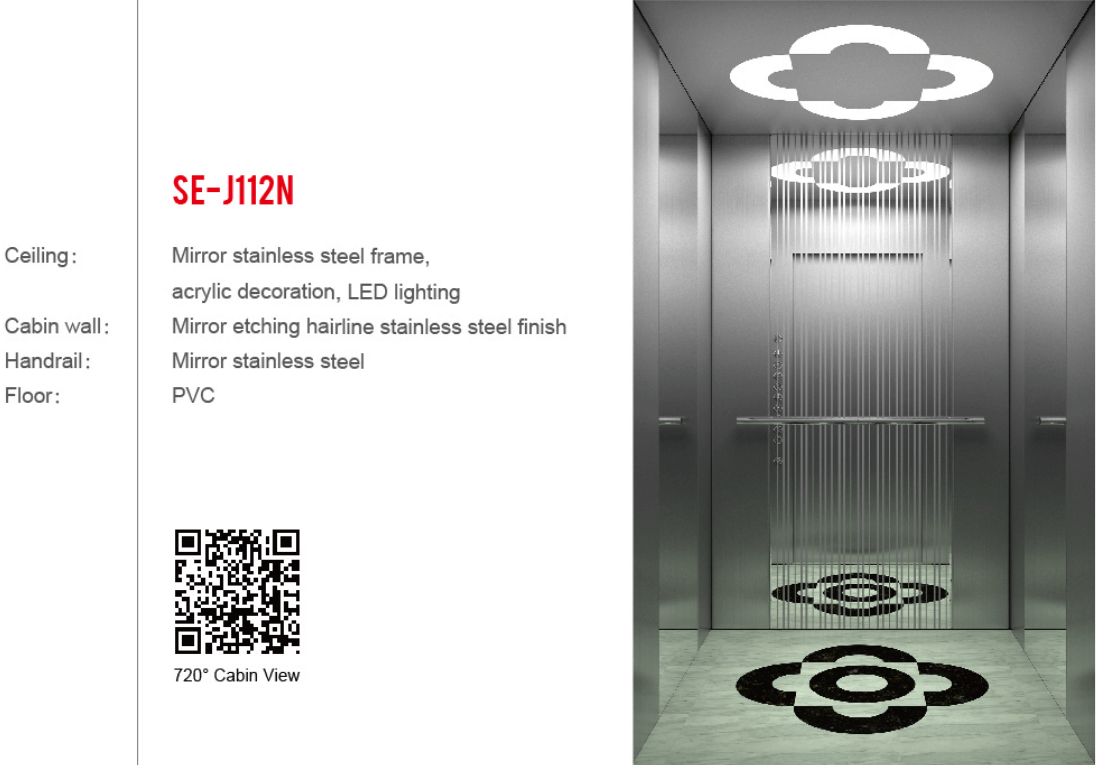 SE-J112N
Ceiling: Mirror stainless steel frame,
acrylic decoration, LED lighting
Cabin wall: Mirror etching hairline stainless steel finish
Handrail: Mirror stainless steel
Floor: PVC
720° Cabin View